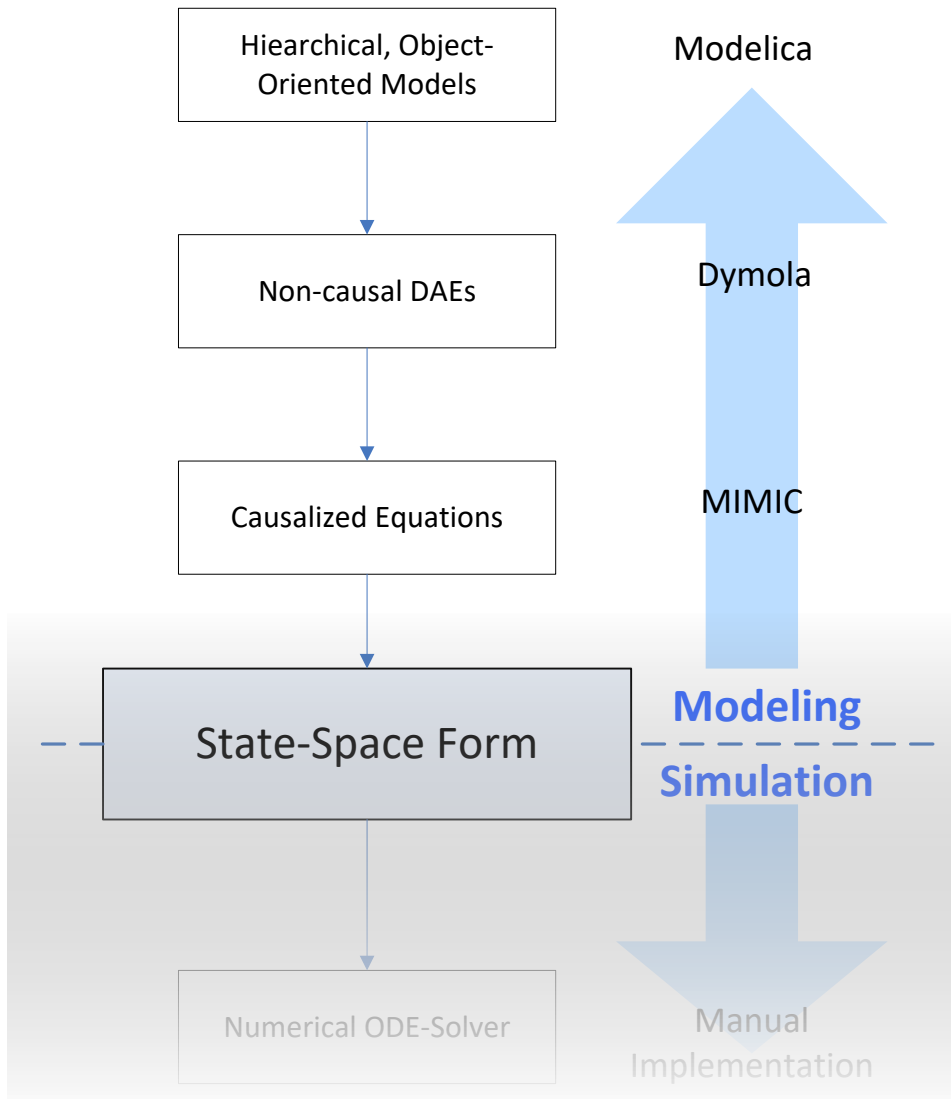 Hiearchical, Object-
Oriented Models
Modelica
Non-causal DAEs
Dymola
Causalized Equations
MIMIC
State-Space Form
Modeling
Simulation
Numerical ODE-Solver
Manual
Implementation